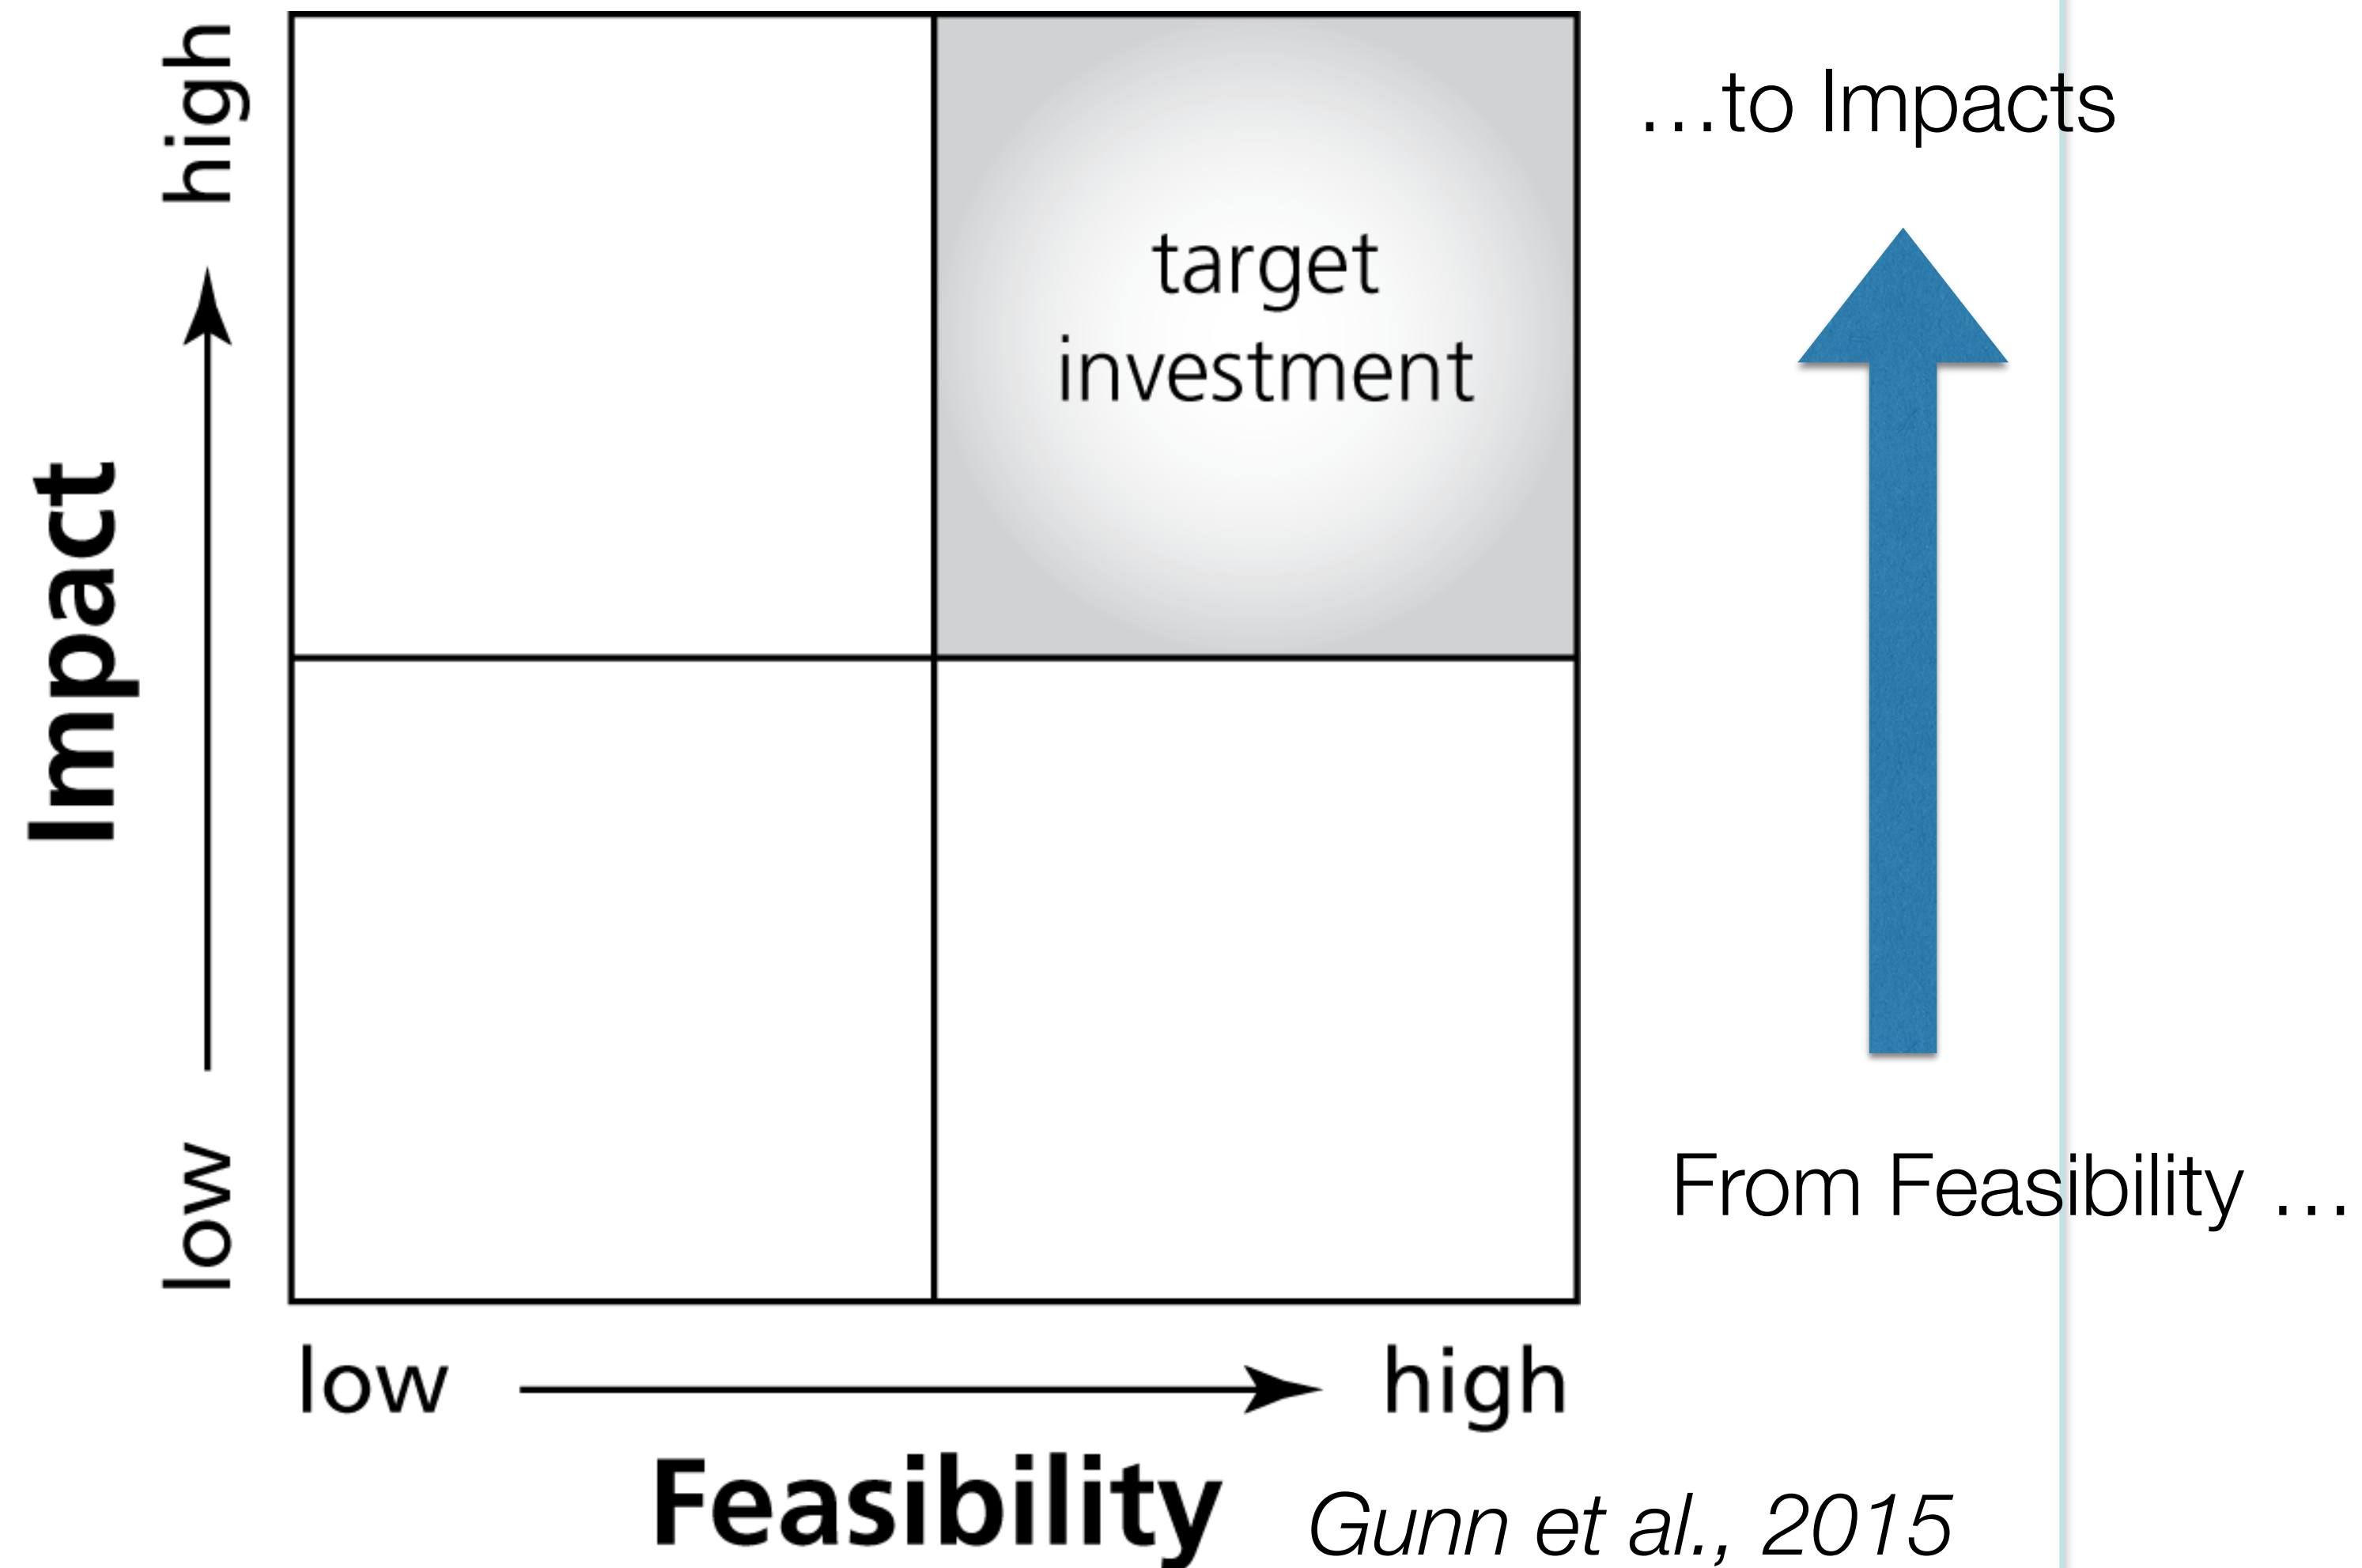 high
…to Impacts
target
investment
Impact
From Feasibility …
low
low
high
Feasibility
Gunn et al., 2015